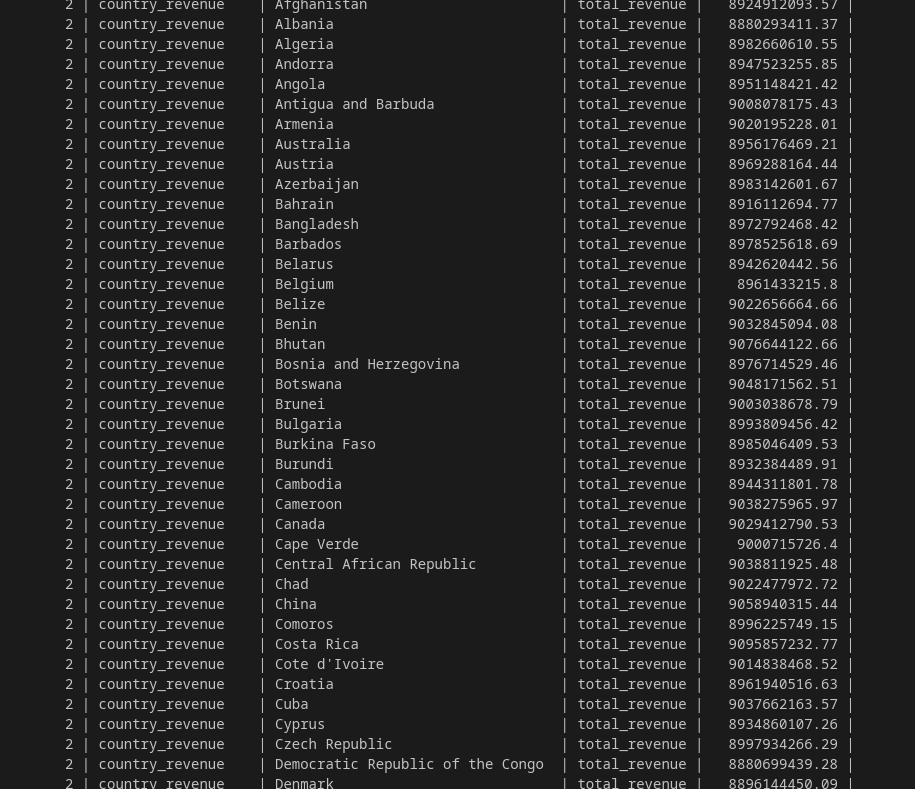 2 | country_revenue | Afghanistan | total_revenue | 8924912093.57 |
2 | country_revenue | Albania | total_revenue | 8880293411.37 |
2 | country_revenue | Algeria | total_revenue | 8982660610.55 |
2 | country_revenue | Andorra | total_revenue | 8947523255.85 |
2 | country_revenue | Angola | total_revenue | 8951148421.42 |
2 | country_revenue | Antigua and Barbuda | total_revenue | 9008078175.43 |
2 | country_revenue | Armenia | total_revenue | 9020195228.01 |
2 | country_revenue | Australia | total_revenue | 8956176469.21 |
2 | country_revenue | Austria | total_revenue | 8969288164.44 |
2 | country_revenue | Azerbaijan | total_revenue | 8983142601.67 |
2 | country_revenue | Bahrain | total_revenue | 8916112694.77 |
2 | country_revenue | Bangladesh | total_revenue | 8972792468.42 |
2 | country_revenue | Barbados | total_revenue | 8978525618.69 |
2 | country_revenue | Belarus | total_revenue | 8942620442.56 |
2 | country_revenue | Belgium | total_revenue | 8961433215.8 |
2 | country_revenue | Belize | total_revenue | 9022656664.66 |
2 | country_revenue | Benin | total_revenue | 9032845094.08 |
2 | country_revenue | Bhutan | total_revenue | 9076644122.66 |
2 | country_revenue | Bosnia and Herzegovina | total_revenue | 8976714529.46 |
2 | country_revenue | Botswana | total_revenue | 9048171562.51 |
2 | country_revenue | Brunei | total_revenue | 9003038678.79 |
2 | country_revenue | Bulgaria | total_revenue | 8993809456.42 |
2 | country_revenue | Burkina Faso | total_revenue | 8985046409.53 |
2 | country_revenue | Burundi | total_revenue | 8932384489.91 |
2 | country_revenue | Cambodia | total_revenue | 8944311801.78 |
2 | country_revenue | Cameroon | total_revenue | 9038275965.97 |
2 | country_revenue | Canada | total_revenue | 9029412790.53 |
2 | country_revenue | Cape Verde | total_revenue | 9000715726.4 |
2 | country_revenue | Central African Republic | total_revenue | 9038811925.48 |
2 | country_revenue | Chad | total_revenue | 9022477972.72 |
2 | country_revenue | China | total_revenue | 9058940315.44 |
2 | country_revenue | Comoros | total_revenue | 8996225749.15 |
2 | country_revenue | Costa Rica | total_revenue | 9095857232.77 |
2 | country_revenue | Cote d'Ivoire | total_revenue | 9014838468.52 |
2 | country_revenue | Croatia | total_revenue | 8961940516.63 |
2 | country_revenue | Cuba | total_revenue | 9037662163.57 |
2 | country_revenue | Cyprus | total_revenue | 8934860107.26 |
2 | country_revenue | Czech Republic | total_revenue | 8997934266.29 |
2 | country_revenue | Democratic Republic of the Congo | total_revenue | 8880699439.28 |
2 | country_revenue | Denmark | total_revenue | 8896144450.09 |